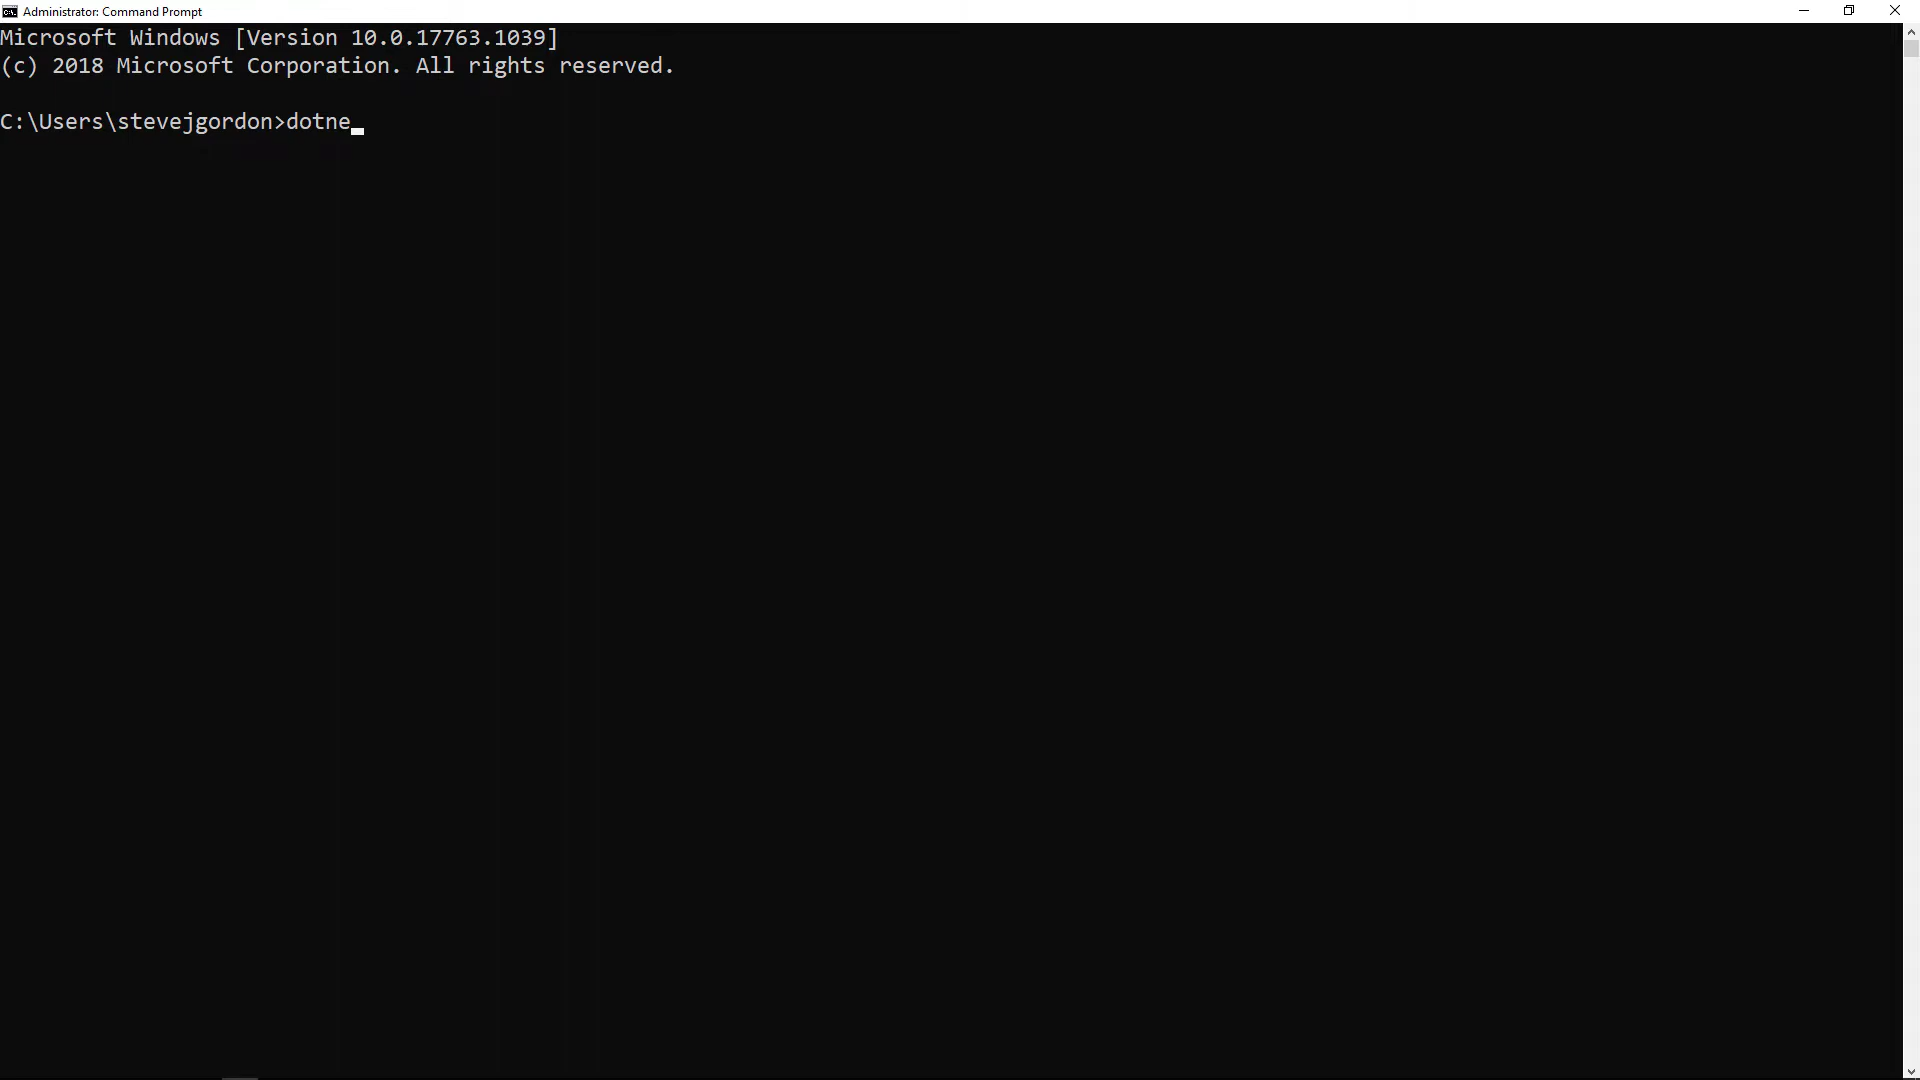 Administrator: Command Prompt
Microsoft Windows [Version 10.0.17763.1039]
(c) 2018 Microsoft Corporation. All rights reserved.
C:\Users\stevejgordon>dotne